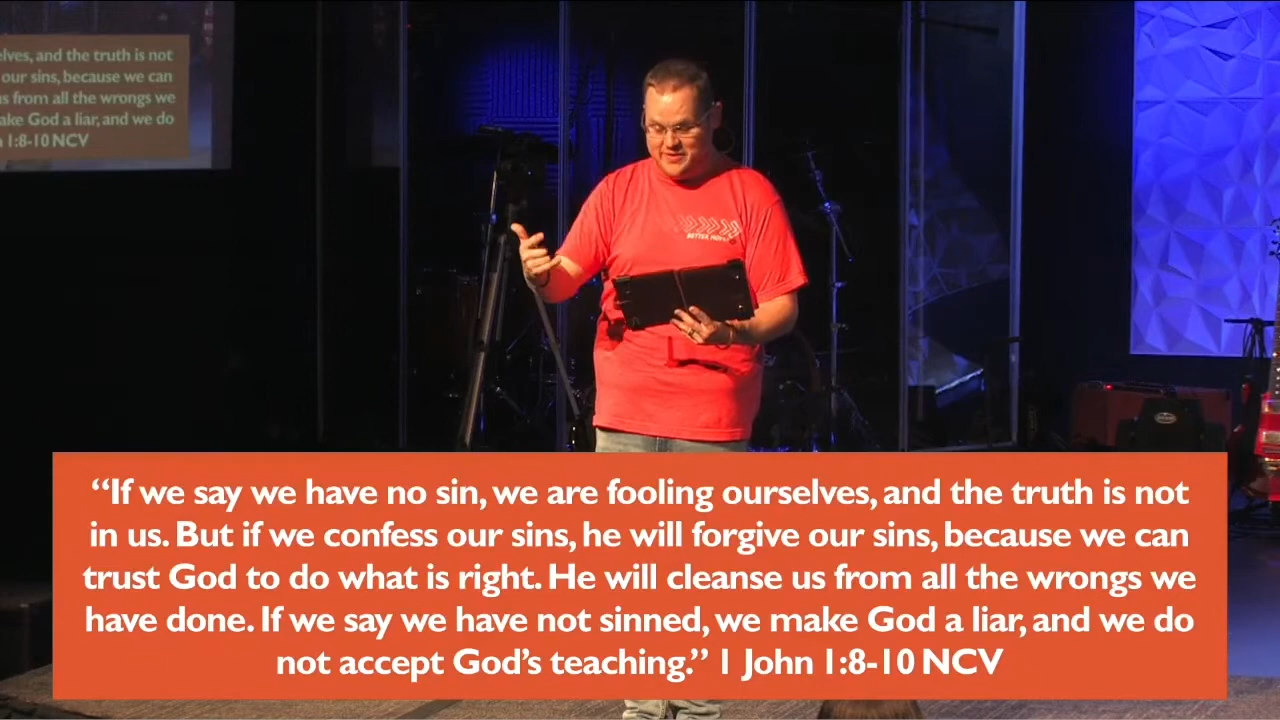 elves, and the truth is not
our sins, because we can
us from all the wrongs we
ake God a liar, and we do
1:8-10 NCV
BETTER
“If we say we have no sin, we are fooling ourselves, and the truth is not
in us. But if we confess our sins, he will forgive our sins, because we can
trust God to do what is right. He will cleanse us from all the wrongs we
have done. If we say we have not sinned, we make God a liar, and we do
not accept God’s teaching.” 1 John 1:8-10 NCV